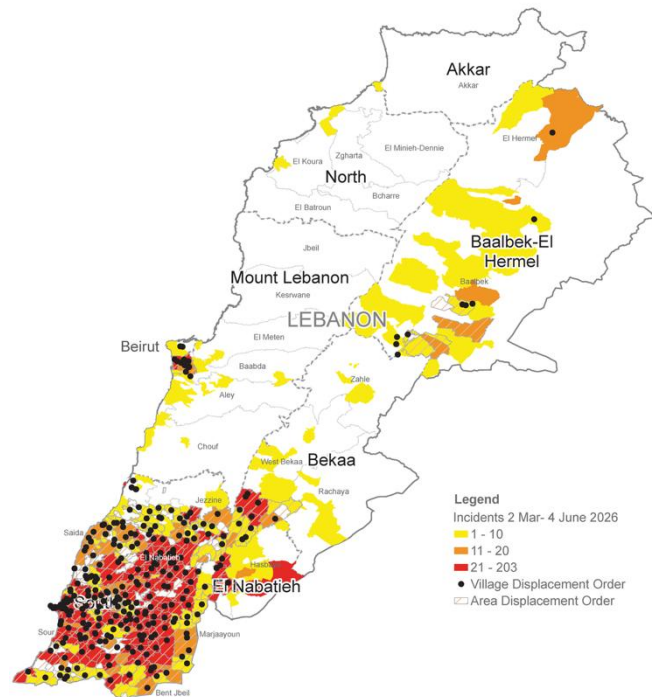 Akkar
Akkar
El Hermel
El Minieh-Dennie
Zgharta
El Koura
North
Bcharre
El Batroun
Baalbek-El
Hermel
Jbeil
Baalbek
Mount Lebanon
Kesrwane
LEBANON
El Meten
Beirut
Baabda
Zahle
Aley
Chouf
Bekaa
West Bekaa
Rachaya
Jezzine
Saida
El Nabatieh
Hasbaya
El Nabatieh
Sour
Marjaayoun
Bent Jbeil
Legend
Incidents 2 Mar- 4 June 2026
1 - 10
11 - 20
21 - 203
Village Displacement Order
Area Displacement Order